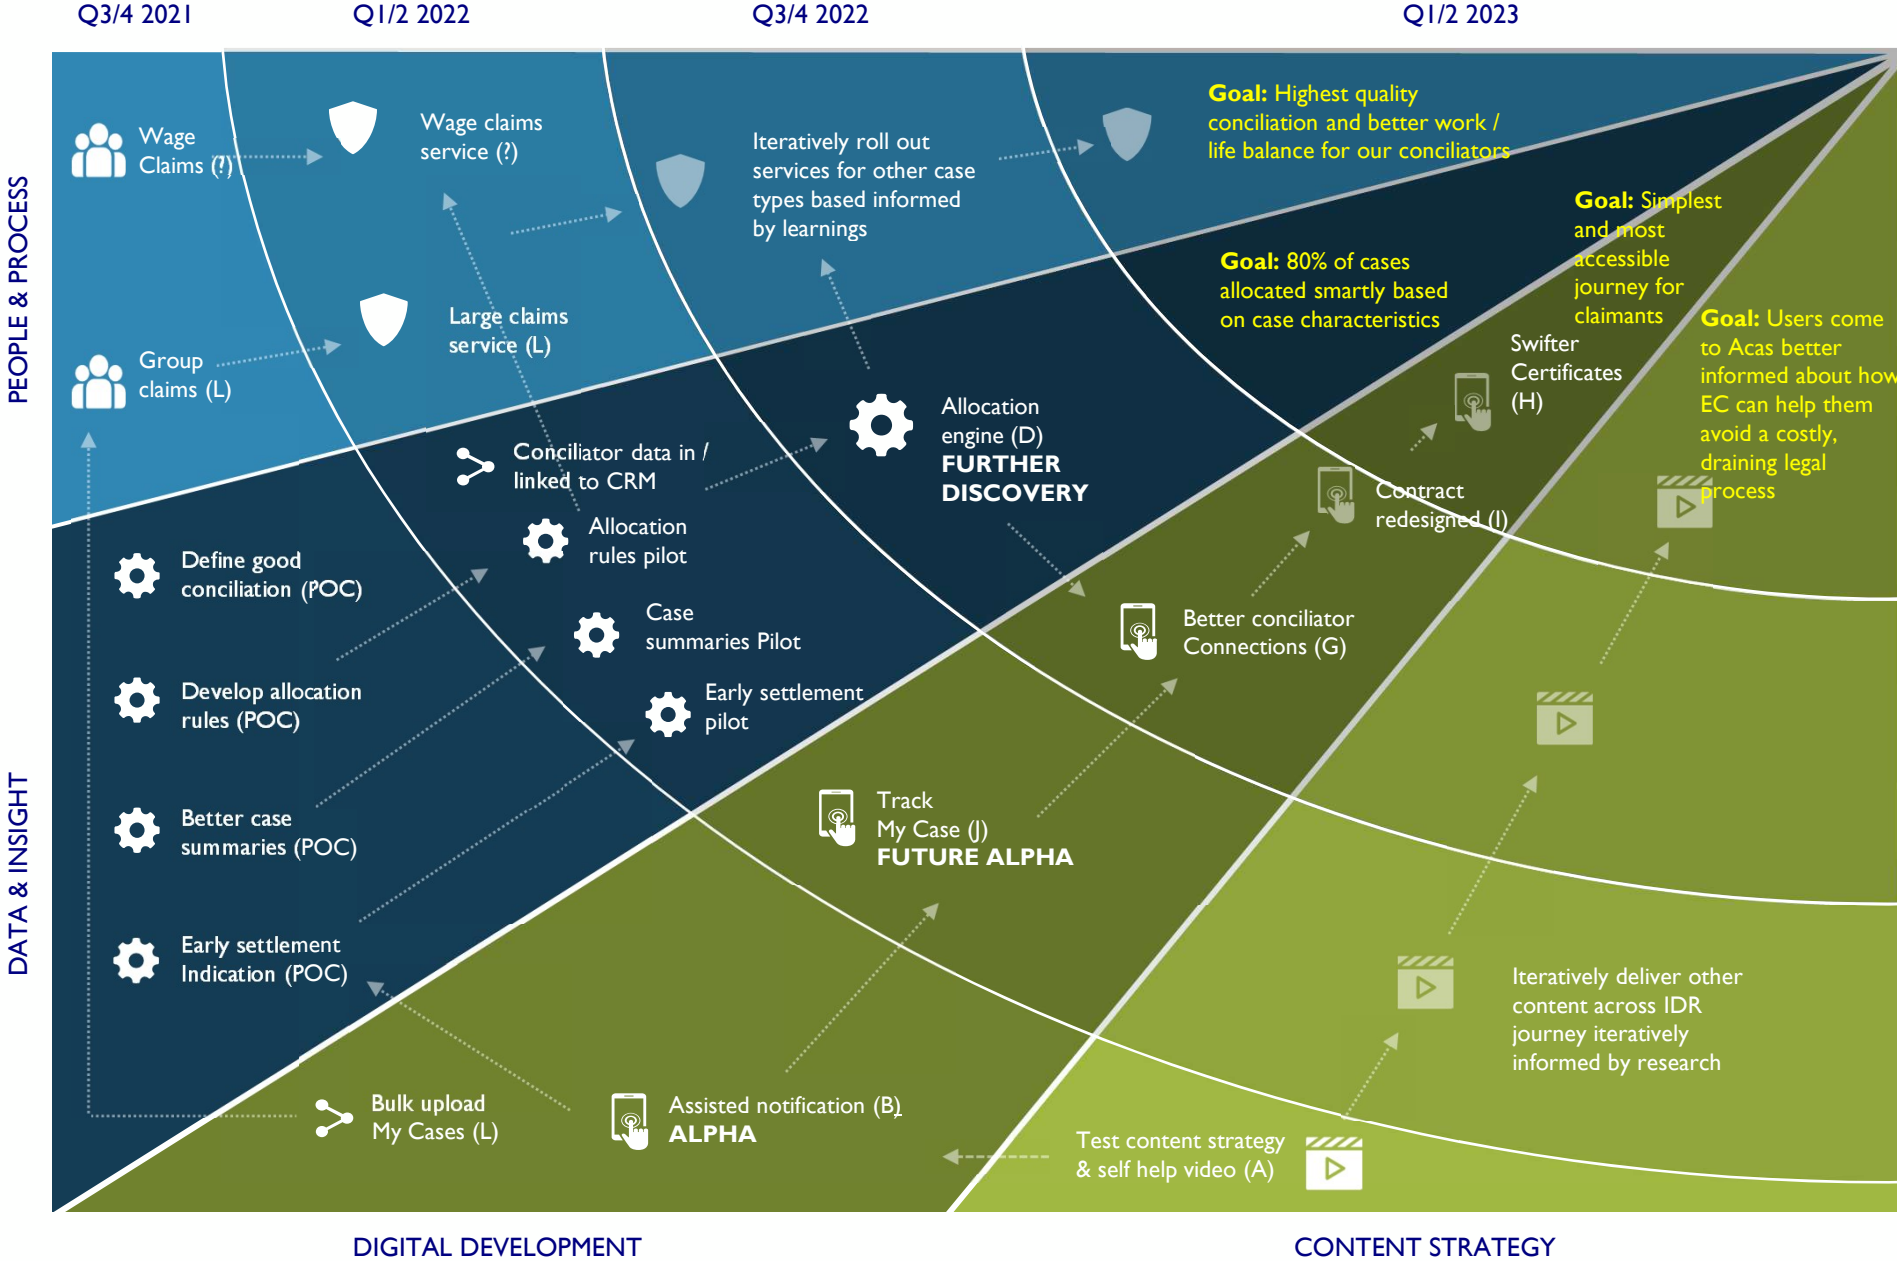 Q3/4 2021
Q1/2 2022
Q3/4 2022
Q1/2 2023
PEOPLE & PROCESS
Wage
Claims (?)
Wage claims
service (?)
Iteratively roll out
services for other case
types based informed
by learnings
Goal: Highest quality
conciliation and better work /
life balance for our conciliators
Group
claims (L)
Large claims
service (L)
Goal: 80% of cases
allocated smartly based
on case characteristics
Goal: Simplest
and most
accessible
journey for
claimants
Goal: Users come
to Acas better
informed about how
EC can help them
avoid a costly,
draining legal
process
DATA & INSIGHT
Define good
conciliation (POC)
Develop allocation
rules (POC)
Better case
summaries (POC)
Early settlement
Indication (POC)
Conciliator data in /
linked to CRM
Allocation
rules pilot
Case
summaries Pilot
Early settlement
pilot
Allocation
engine (D)
FURTHER
DISCOVERY
Swifter
Certificates
(H)
Contract
redesigned (I)
Better conciliator
Connections (G)
Track
My Case (J)
FUTURE ALPHA
Bulk upload
My Cases (L)
Assisted notification (B)
ALPHA
Iteratively deliver other
content across IDR
journey iteratively
informed by research
Test content strategy
& self help video (A)
DIGITAL DEVELOPMENT
CONTENT STRATEGY